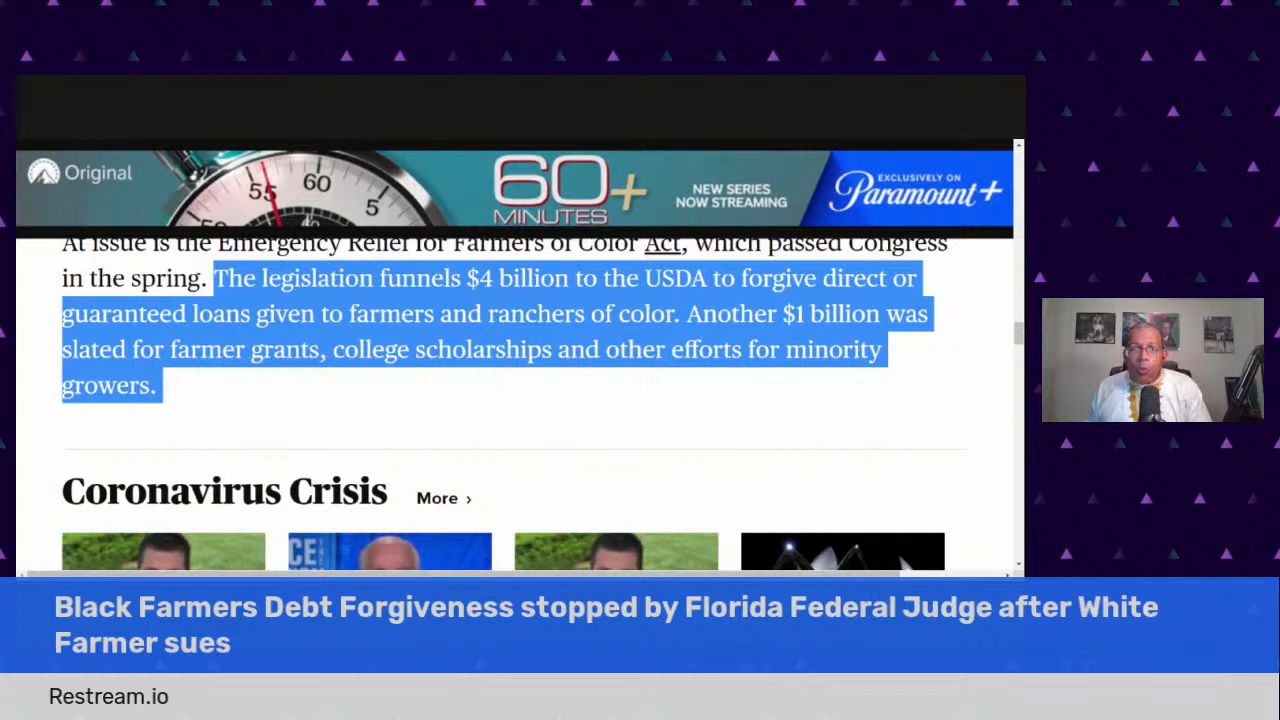 Original
55
60
5
60+
MINUTES
NEW SERIES
NOW STREAMING
EXCLUSIVELY ON
Paramount+
At issue is the Emergency Relief for Farmers of Color Act, which passed Congress
in the spring. The legislation funnels $4 billion to the USDA to forgive direct or
guaranteed loans given to farmers and ranchers of color. Another $1 billion was
slated for farmer grants, college scholarships and other efforts for minority
growers.
Coronavirus Crisis
More ›
CE
Black Farmers Debt Forgiveness stopped by Florida Federal Judge after White
Farmer sues
Restream.io